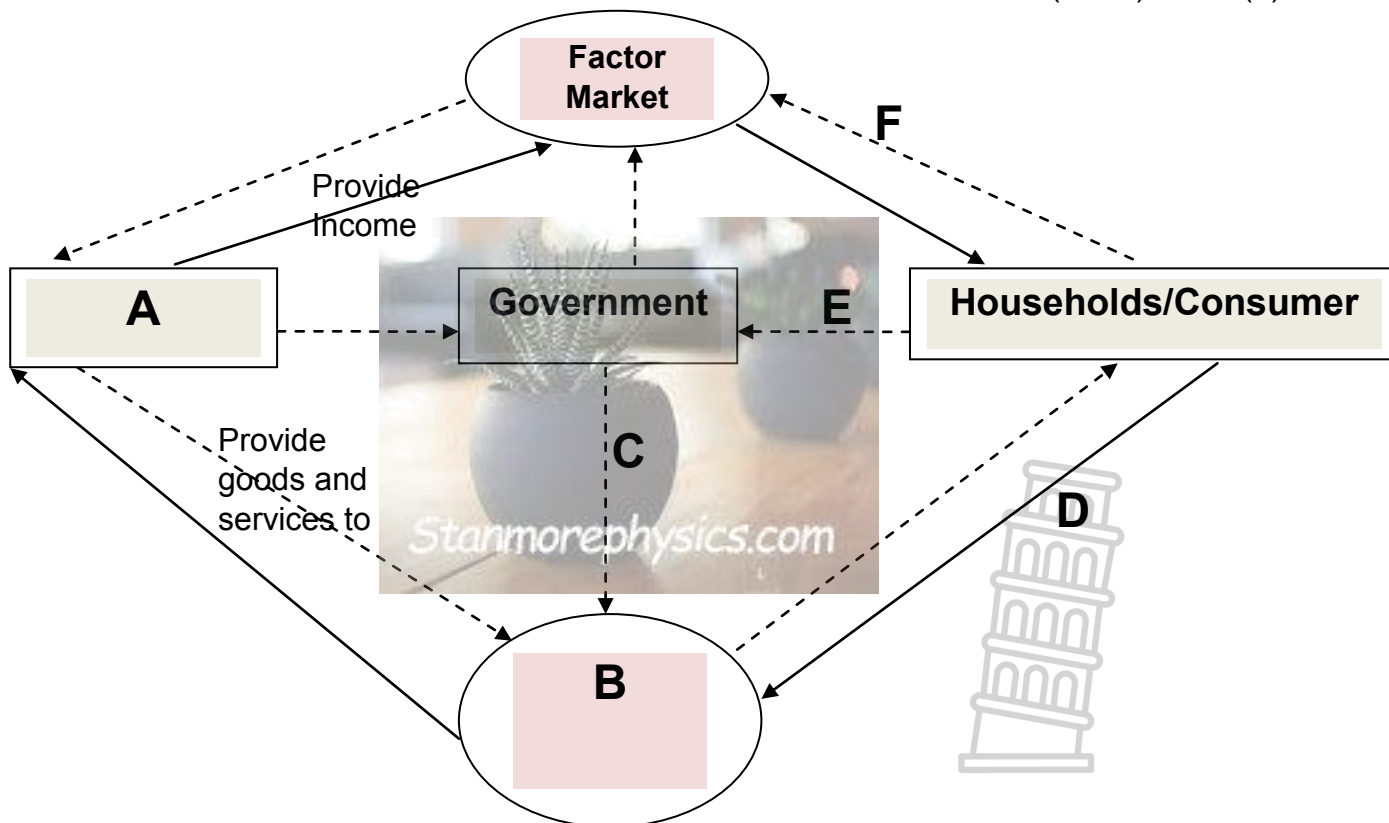 Factor
Market
F
Provide
Income
A
Government
E
Households/Consumer
Provide
goods and
services to
C
D
Stanmorephysics.com
B